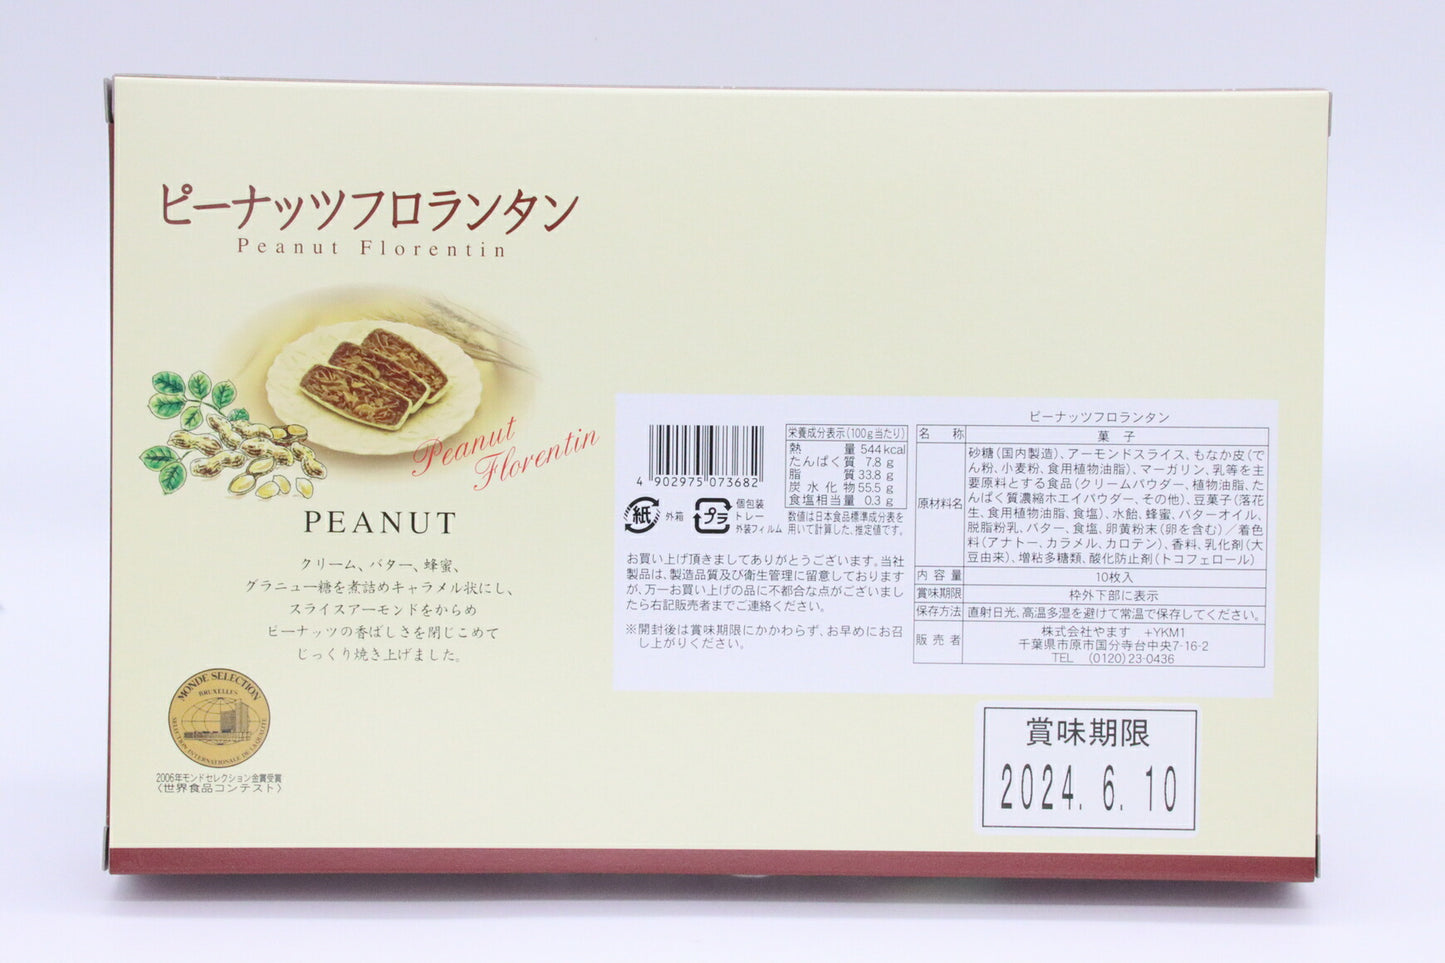 ピーナッツフロランタン
Peanut Florentin
Peanut
Florentin
PEANUT
クリーム、バター、蜂蜜、
グラニュー糖を煮詰めキャラメル状にし、
スライスアーモンドをからめ
ピーナッツの香ばしさを閉じこめて
じっくり焼き上げました。
MONDE SELECTION
BRUXELLES
SELECTION INTERNATIONALE DE LA QUALITE
2006年モンドセレクション金賞受賞
〈世界食品コンテスト〉
4 902975 073682
紙 外箱
プラ 個包装
トレー
外装フィルム
栄養成分表示(100g当たり)
熱量 544kcal
たんぱく質 7.8g
脂質 33.8g
炭水化物 55.5g
食塩相当量 0.3g
数値は日本食品標準成分表を
用いて計算した、推定値です。
お買い上げ頂きましてありがとうございます。当社
製品は、製造品質及び衛生管理に留意しております
が、万一お買い上げの品に不都合な点がございまし
たら右記販売者までご連絡ください。
※開封後は賞味期限にかかわらず、お早めにお召
し上がりください。
ピーナッツフロランタン
名称 菓子
原材料名 砂糖(国内製造)、アーモンドスライス、もなか皮(で
ん粉、小麦粉、食用植物油脂)、マーガリン、乳等を主
要原料とする食品(クリームパウダー、植物油脂、た
んぱく質濃縮ホエイパウダー、その他)、豆菓子(落花
生、食用植物油脂、食塩)、水飴、蜂蜜、バターオイル、
脱脂粉乳、バター、食塩、卵黄粉末(卵を含む)/着色
料(アナトー、カラメル、カロテン)、香料、乳化剤(大
豆由来)、増粘多糖類、酸化防止剤(トコフェロール)
内容量 10枚入
賞味期限 枠外下部に表示
保存方法 直射日光、高温多湿を避けて常温で保存してください。
販売者 株式会社やます +YKM1
千葉県市原市国分寺台中央7-16-2
TEL (0120)23-0436
賞味期限
2024. 6. 10